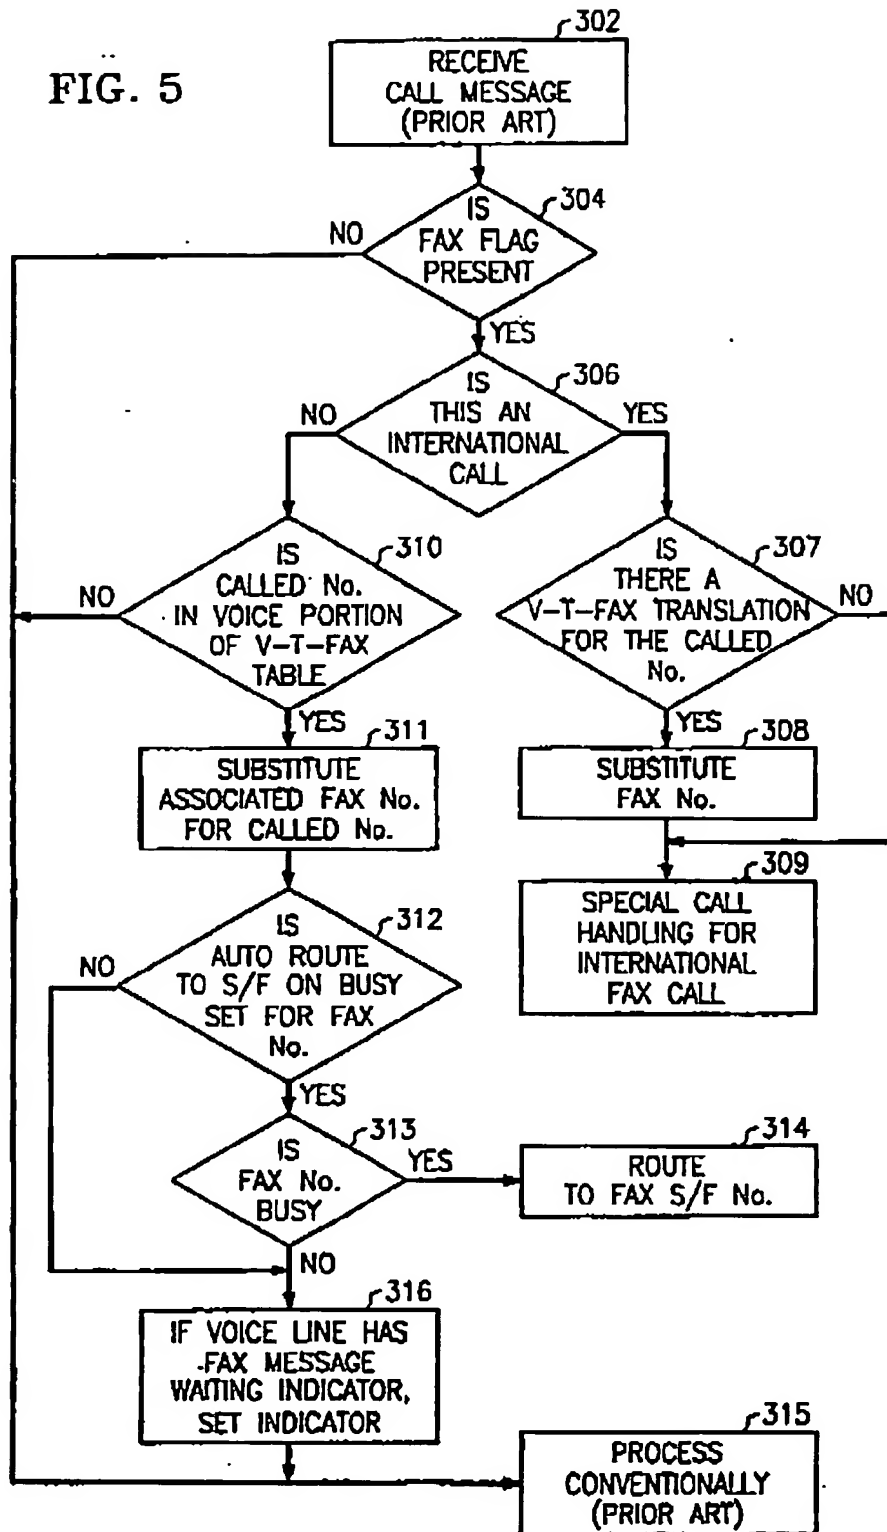 FIG. 5
302
RECEIVE
CALL MESSAGE
(PRIOR ART)
304
IS
FAX FLAG
PRESENT
NO
YES
306
IS
THIS AN
INTERNATIONAL
CALL
NO
YES
310
IS
CALLED No.
IN VOICE PORTION
OF V-T-FAX
TABLE
NO
YES
307
IS
THERE A
V-T-FAX TRANSLATION
FOR THE CALLED
No.
NO
YES
311
SUBSTITUTE
ASSOCIATED FAX No.
FOR CALLED No.
308
SUBSTITUTE
FAX No.
309
SPECIAL CALL
HANDLING FOR
INTERNATIONAL
FAX CALL
312
IS
AUTO ROUTE
TO S/F ON BUSY
SET FOR FAX
No.
NO
YES
313
IS
FAX No.
BUSY
YES
NO
314
ROUTE
TO FAX S/F No.
316
IF VOICE LINE HAS
FAX MESSAGE
WAITING INDICATOR,
SET INDICATOR
315
PROCESS
CONVENTIONALLY
(PRIOR ART)